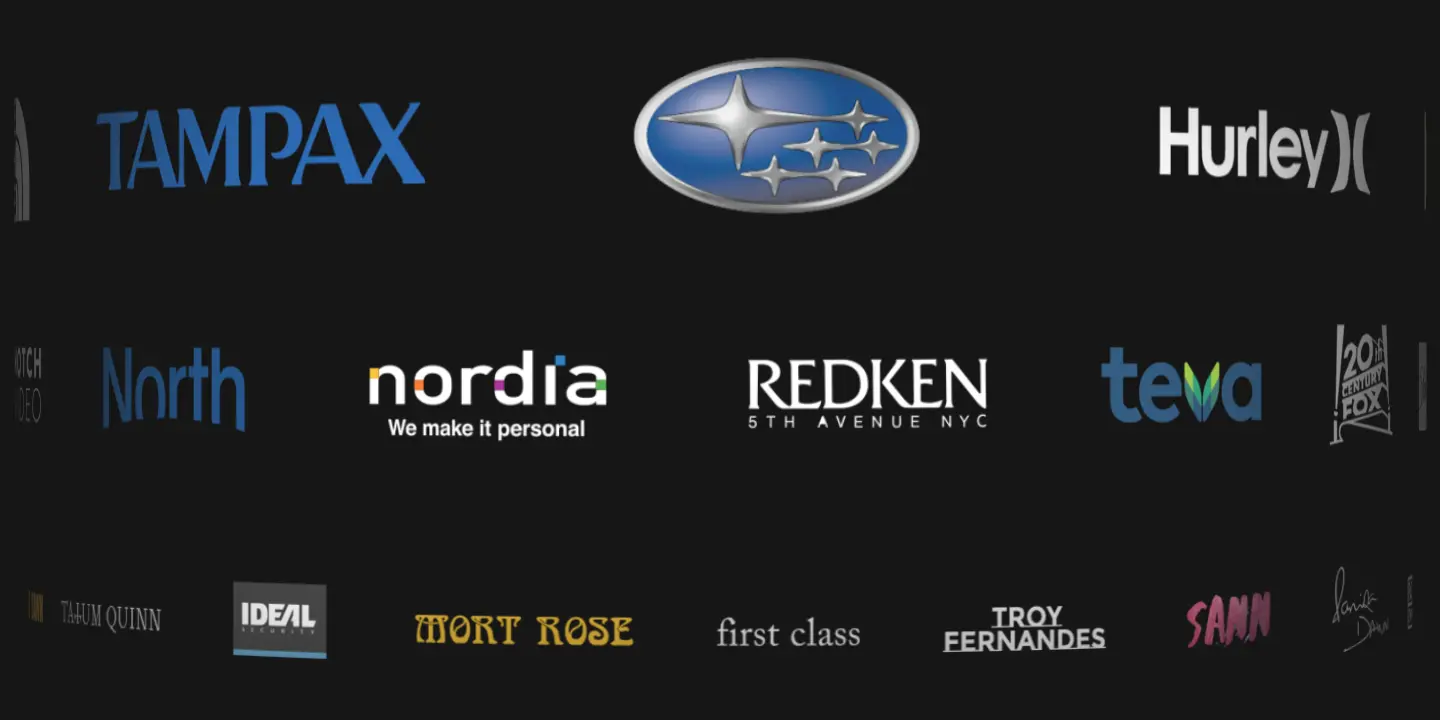 TAMPAX
Hurley
North
nordia
We make it personal
REDKEN
5TH AVENUE NYC
teva
20th
CENTURY
FOX
TATUM QUINN
IDEAL
SECURITY
MORT ROSE
first class
TROY
FERNANDES
SANN